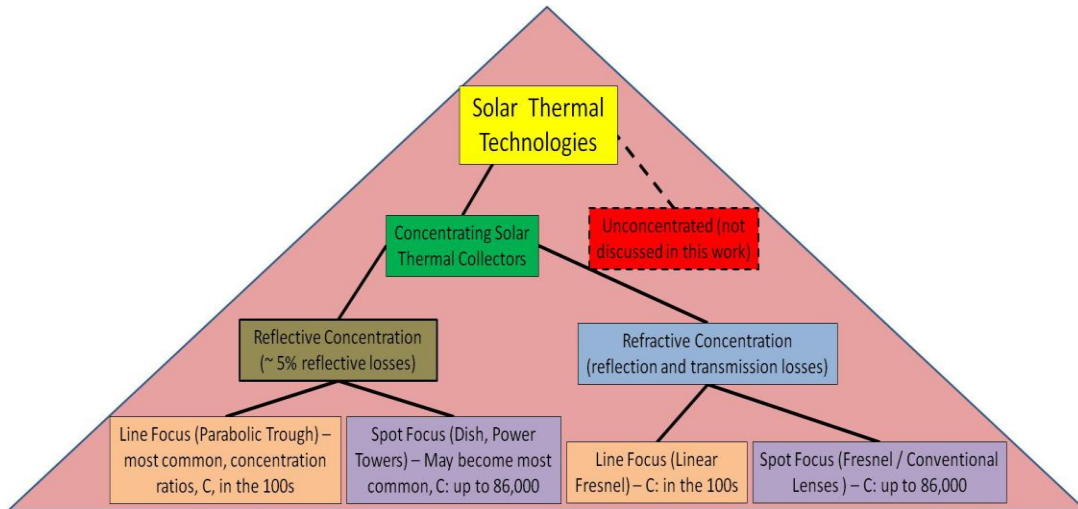 Solar Thermal
Technologies
Unconcentrated (not
discussed in this work)
Concentrating Solar
Thermal Collectors
Reflective Concentration
(~ 5% reflective losses)
Refractive Concentration
(reflection and transmission losses)
Line Focus (Parabolic Trough) –
most common, concentration
ratios, C, in the 100s
Spot Focus (Dish, Power
Towers) – May become most
common, C: up to 86,000
Line Focus (Linear
Fresnel) – C: in the 100s
Spot Focus (Fresnel / Conventional
Lenses ) – C: up to 86,000